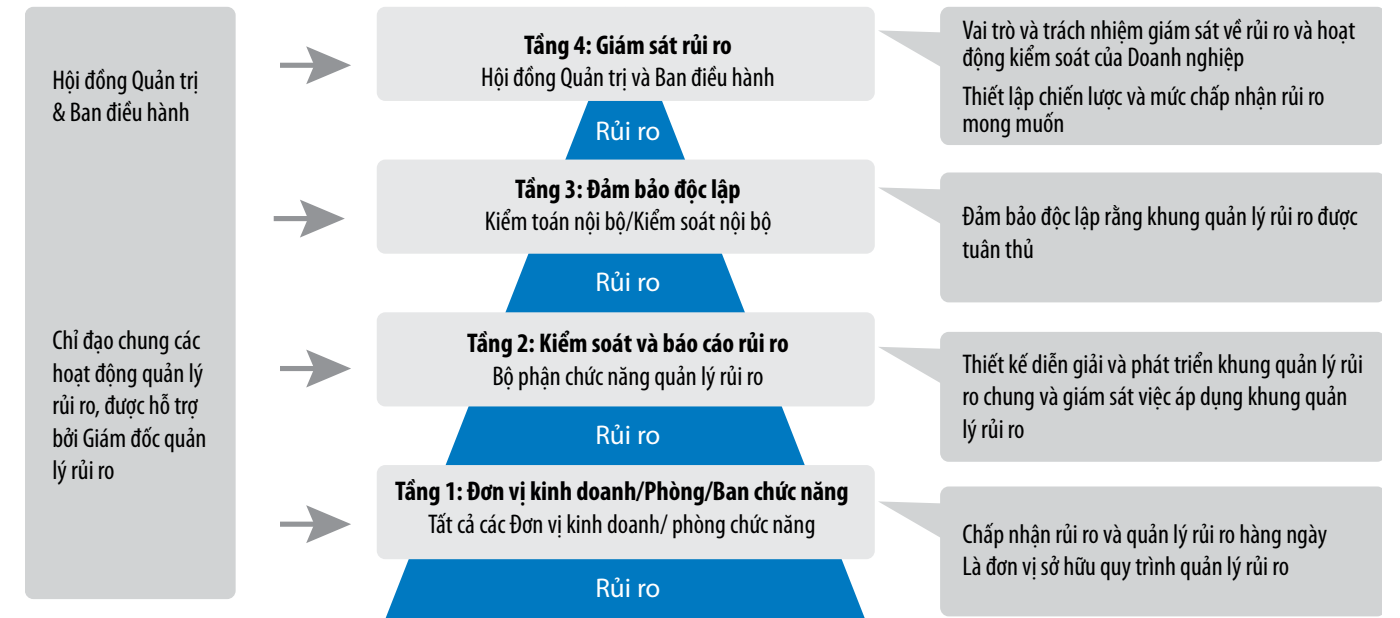 Hội đồng Quản trị
& Ban điều hành
Chỉ đạo chung các
hoạt động quản lý
rủi ro, được hỗ trợ
bởi Giám đốc quản
lý rủi ro
Tầng 4: Giám sát rủi ro
Hội đồng Quản trị và Ban điều hành
Rủi ro
Tầng 3: Đảm bảo độc lập
Kiểm toán nội bộ/Kiểm soát nội bộ
Rủi ro
Tầng 2: Kiểm soát và báo cáo rủi ro
Bộ phận chức năng quản lý rủi ro
Rủi ro
Tầng 1: Đơn vị kinh doanh/Phòng/Ban chức năng
Tất cả các Đơn vị kinh doanh/ phòng chức năng
Rủi ro
Vai trò và trách nhiệm giám sát về rủi ro và hoạt
động kiểm soát của Doanh nghiệp
Thiết lập chiến lược và mức chấp nhận rủi ro
mong muốn
Đảm bảo độc lập rằng khung quản lý rủi ro được
tuân thủ
Thiết kế diễn giải và phát triển khung quản lý rủi
ro chung và giám sát việc áp dụng khung quản
lý rủi ro
Chấp nhận rủi ro và quản lý rủi ro hàng ngày
Là đơn vị sở hữu quy trình quản lý rủi ro